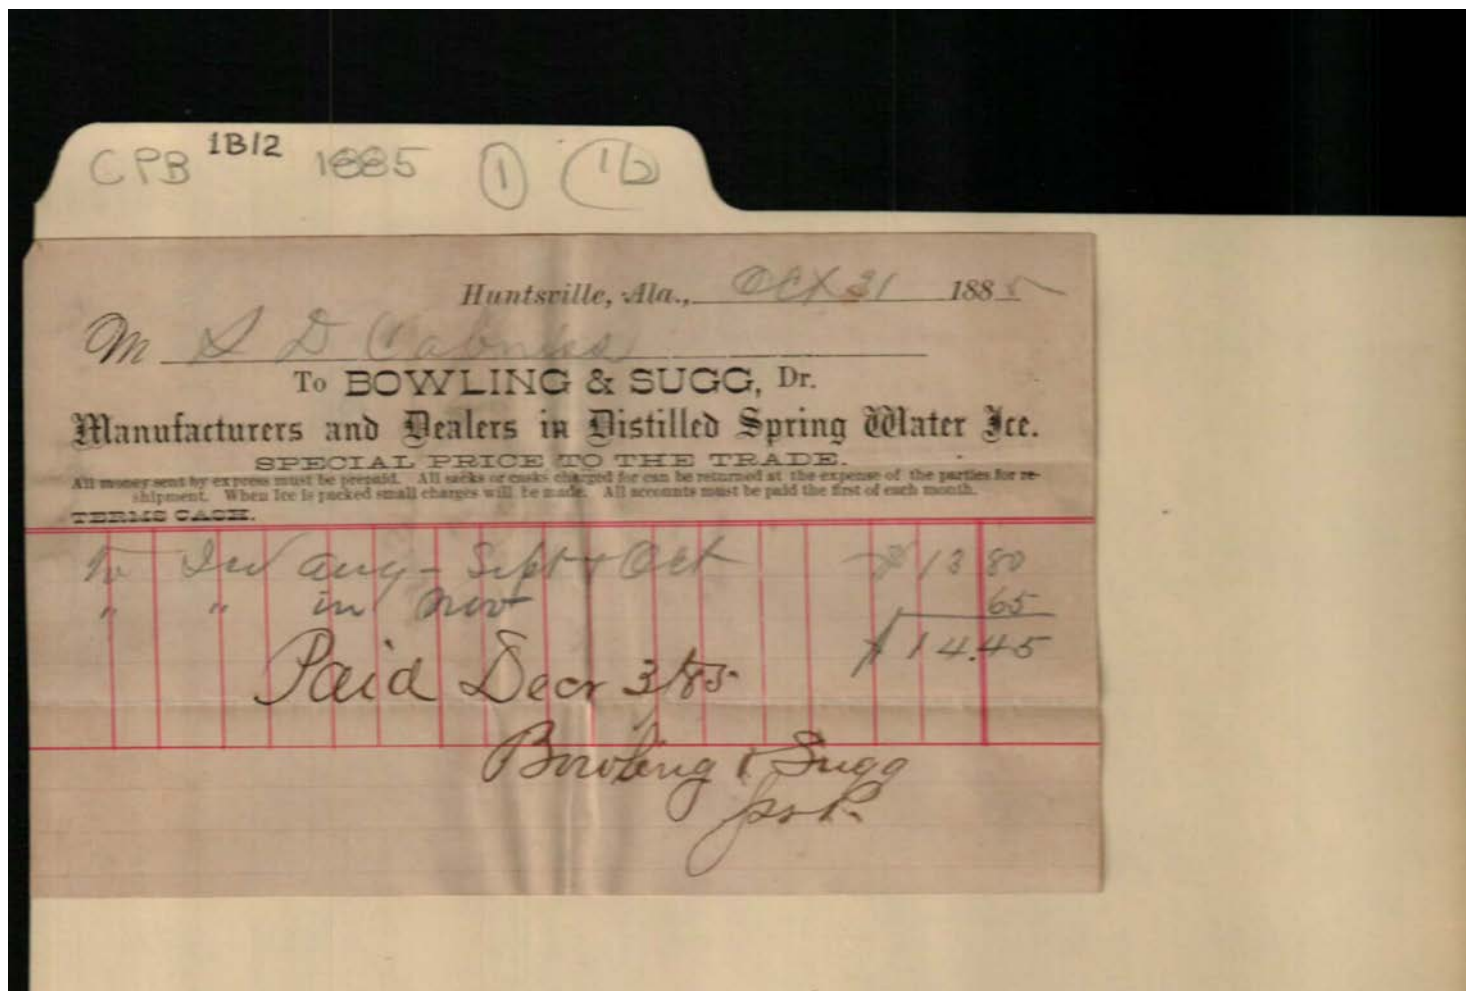 CPB 1B12 1885 1 1b
Huntsville, Ala., Oct 31 1885
M S D Cabniss
To BOWLING & SUGG, Dr.
Manufacturers and Dealers in Distilled Spring Water Ice.
SPECIAL PRICE TO THE TRADE.
All money sent by express must be prepaid. All sacks or casks charged for can be returned at the expense of the parties for re-
shipment. When Ice is packed small charges will be made. All accounts must be paid the first of each month.
TERMS CASH.
To Aug - Sept & Oct $ 13 80
" " in Nov 65
$ 14.45
Paid Decr 3/85
Bowling & Sugg